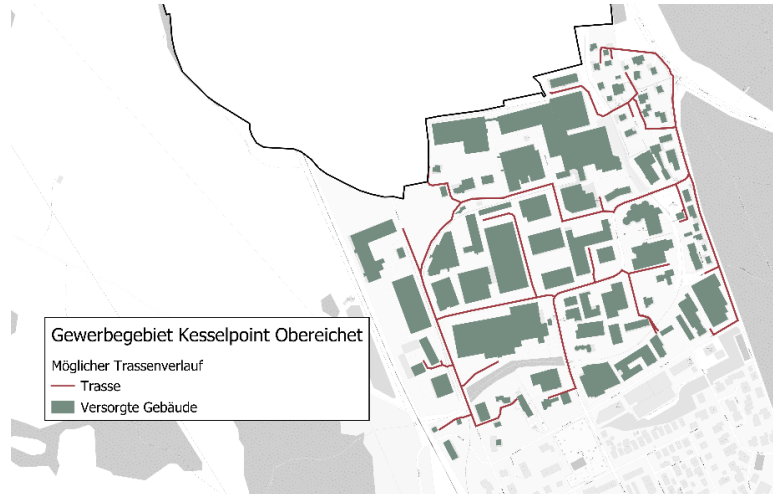 Gewerbegebiet Kesselpoint Obereichet
Möglicher Trassenverlauf
Trasse
Versorgte Gebäude